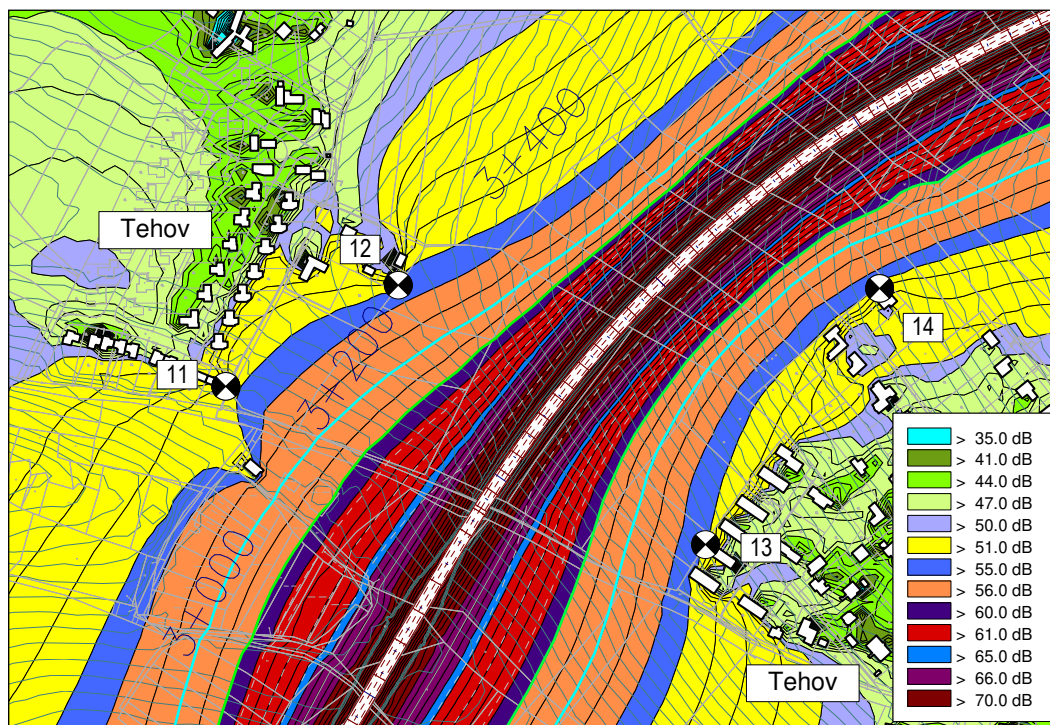 3+400
Tehov
12
3+200
11
14
13
3+000
Tehov
> 35.0 dB
> 41.0 dB
> 44.0 dB
> 47.0 dB
> 50.0 dB
> 51.0 dB
> 55.0 dB
> 56.0 dB
> 60.0 dB
> 61.0 dB
> 65.0 dB
> 66.0 dB
> 70.0 dB